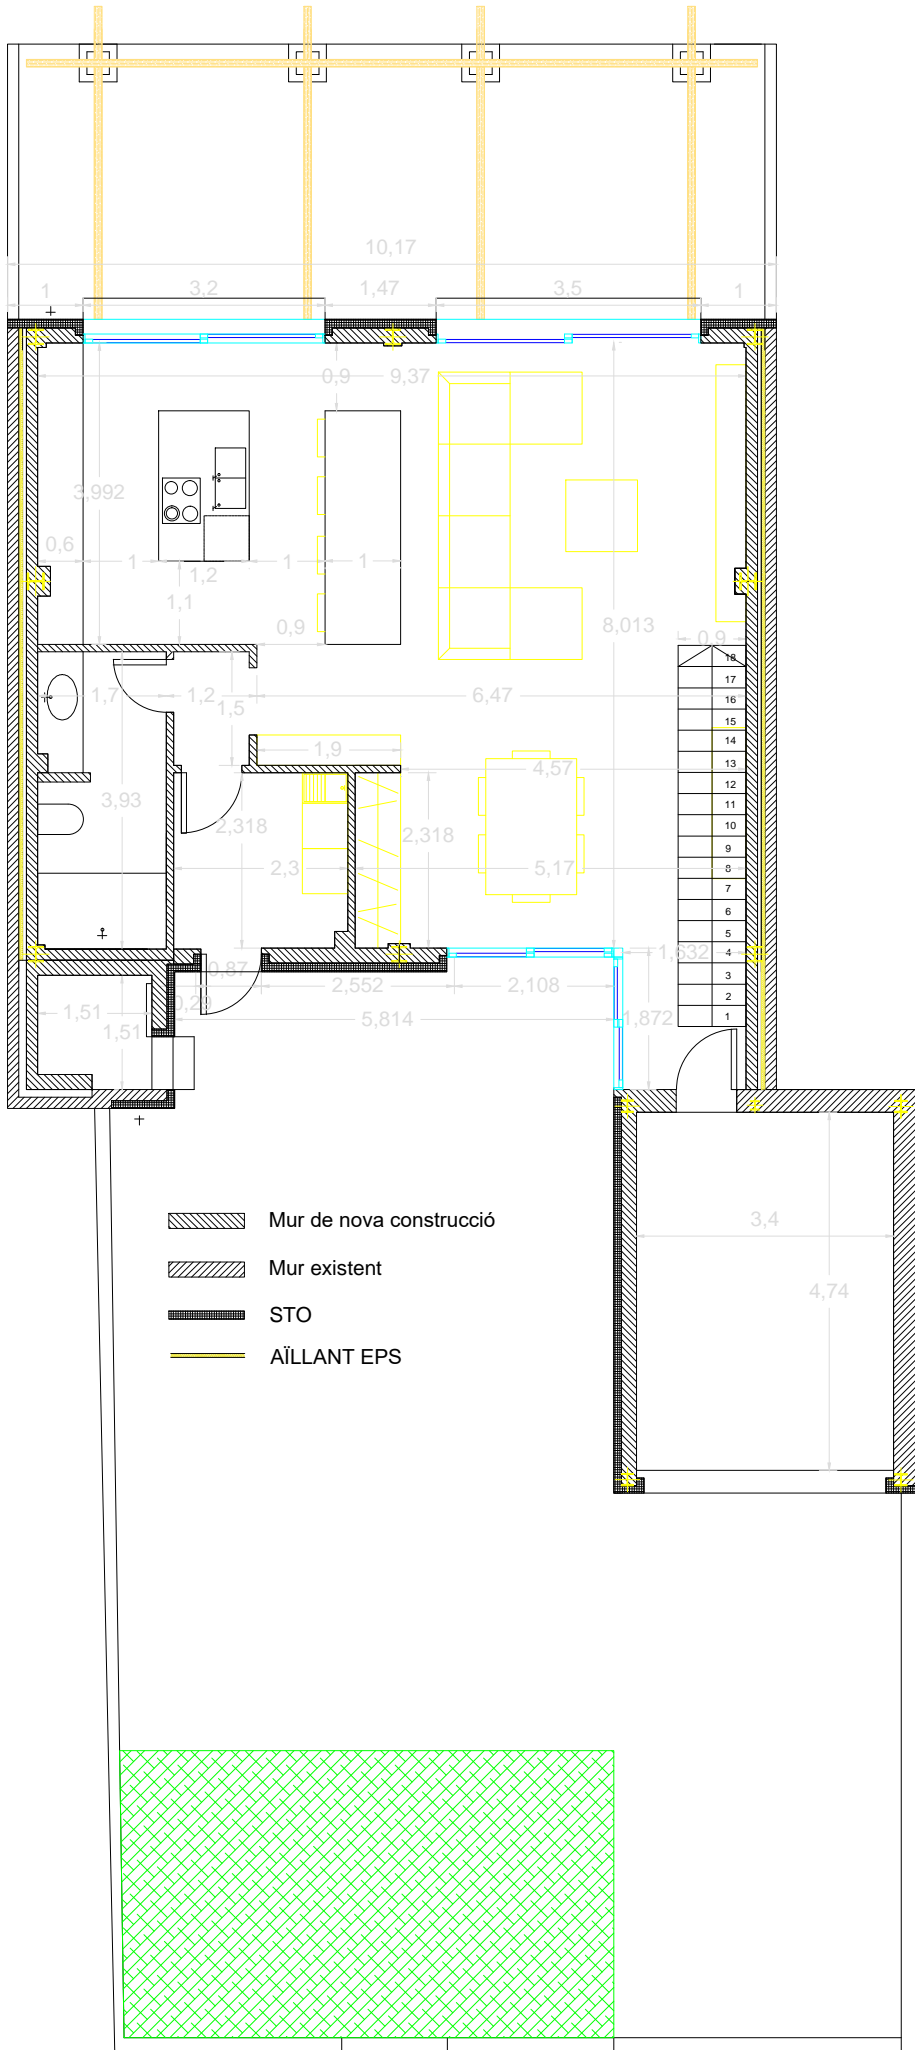 10,17
1 3,2 1,47 3,5 1
0,9 9,37
3,992
0,6 1 1,2 1 1
1,1
0,9 8,013 0,9
18
17
1,7 1,2 6,47
16
1,5
15
14
1,9
4,57 13
12
3,93
11
2,318 2,318
10
9
2,3 5,17 8
7
6
5
1,632 4
0,87 3
2,552 2,108
0,29 2
1,51 5,814 1,872 1
1,51
Mur de nova construcció
3,4
Mur existent
4,74
STO
AÏLLANT EPS